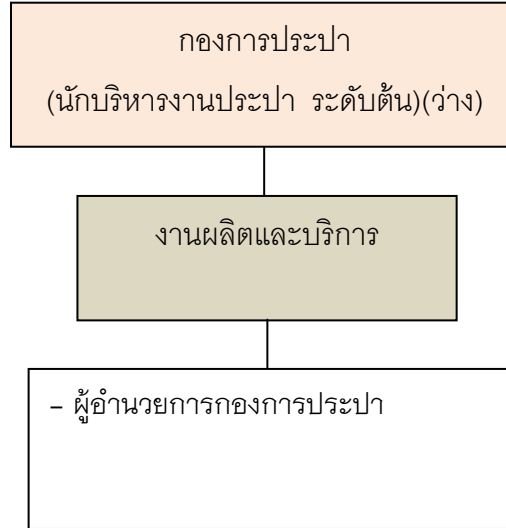 กองการประปา
(นักบริหารงานประปา ระดับต้น)(ว่าง)
งานผลิตและบริการ
- ผู้อำนวยการกองการประปา